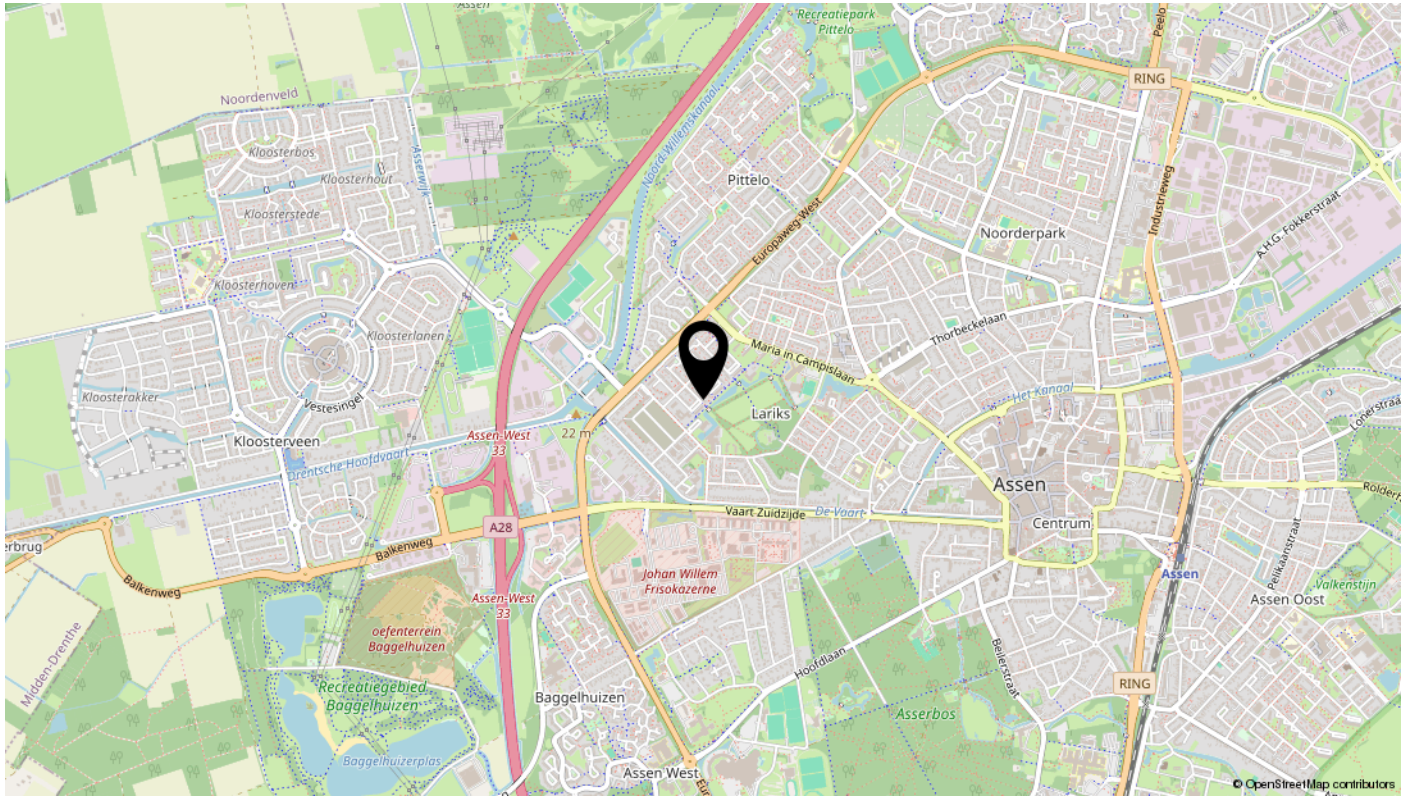 Assen
Recreatiepark
Pittelo
Peelo
RING
Noordenveld
Kloosterbos
Asserwijk
Noord-Willemskanaal
Kloosterhout
Pittelo
Kloosterstede
Europaweg-West
Noorderpark
Industrieweg
A.H.G. Fokkerstraat
Kloosterhoven
Kloosterlanen
Thorbeckelaan
Maria in Campislaan
Kloosterakker
Vestesingel
Het Kanaal
Lariks
Lonerstraat
Kloosterveen
22 m
Assen-West
33
Drentsche Hoofdvaart
Assen
Vaart Zuidzijde
De Vaart
A28
Centrum
erbrug
Balkenweg
Balkenweg
Johan Willem
Frisokazerne
Assen
Pelikaanstraat
Valkenstijn
Assen-West
33
Assen Oost
oefenterrein
Baggelhuizen
Midden-Drenthe
Hoofdlaan
Beilerstraat
Recreatiegebied
Baggelhuizen
Baggelhuizen
RING
Asserbos
Baggelhuizerplas
Assen West
© OpenStreetMap contributors